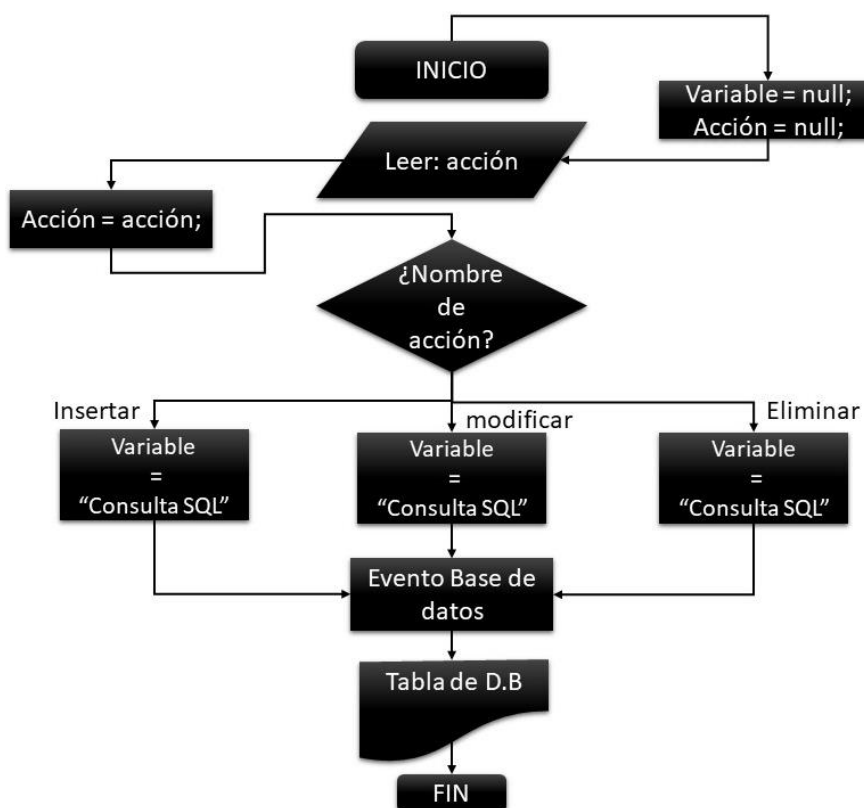 INICIO
Variable = null;
Acción = null;
Leer: acción
Acción = acción;
¿Nombre
de
acción?
Insertar
modificar
Eliminar
Variable
=
“Consulta SQL”
Variable
=
“Consulta SQL”
Variable
=
“Consulta SQL”
Evento Base de
datos
Tabla de D.B
FIN